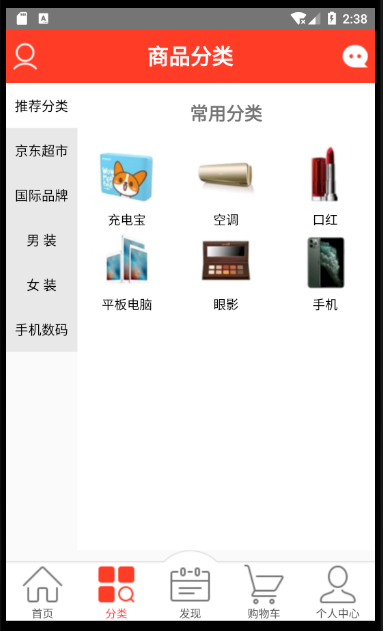 2:38
商品分类
推荐分类
京东超市
国际品牌
男 装
女 装
手机数码
常用分类
充电宝
空调
口红
平板电脑
眼影
手机
首页
分类
发现
购物车
个人中心